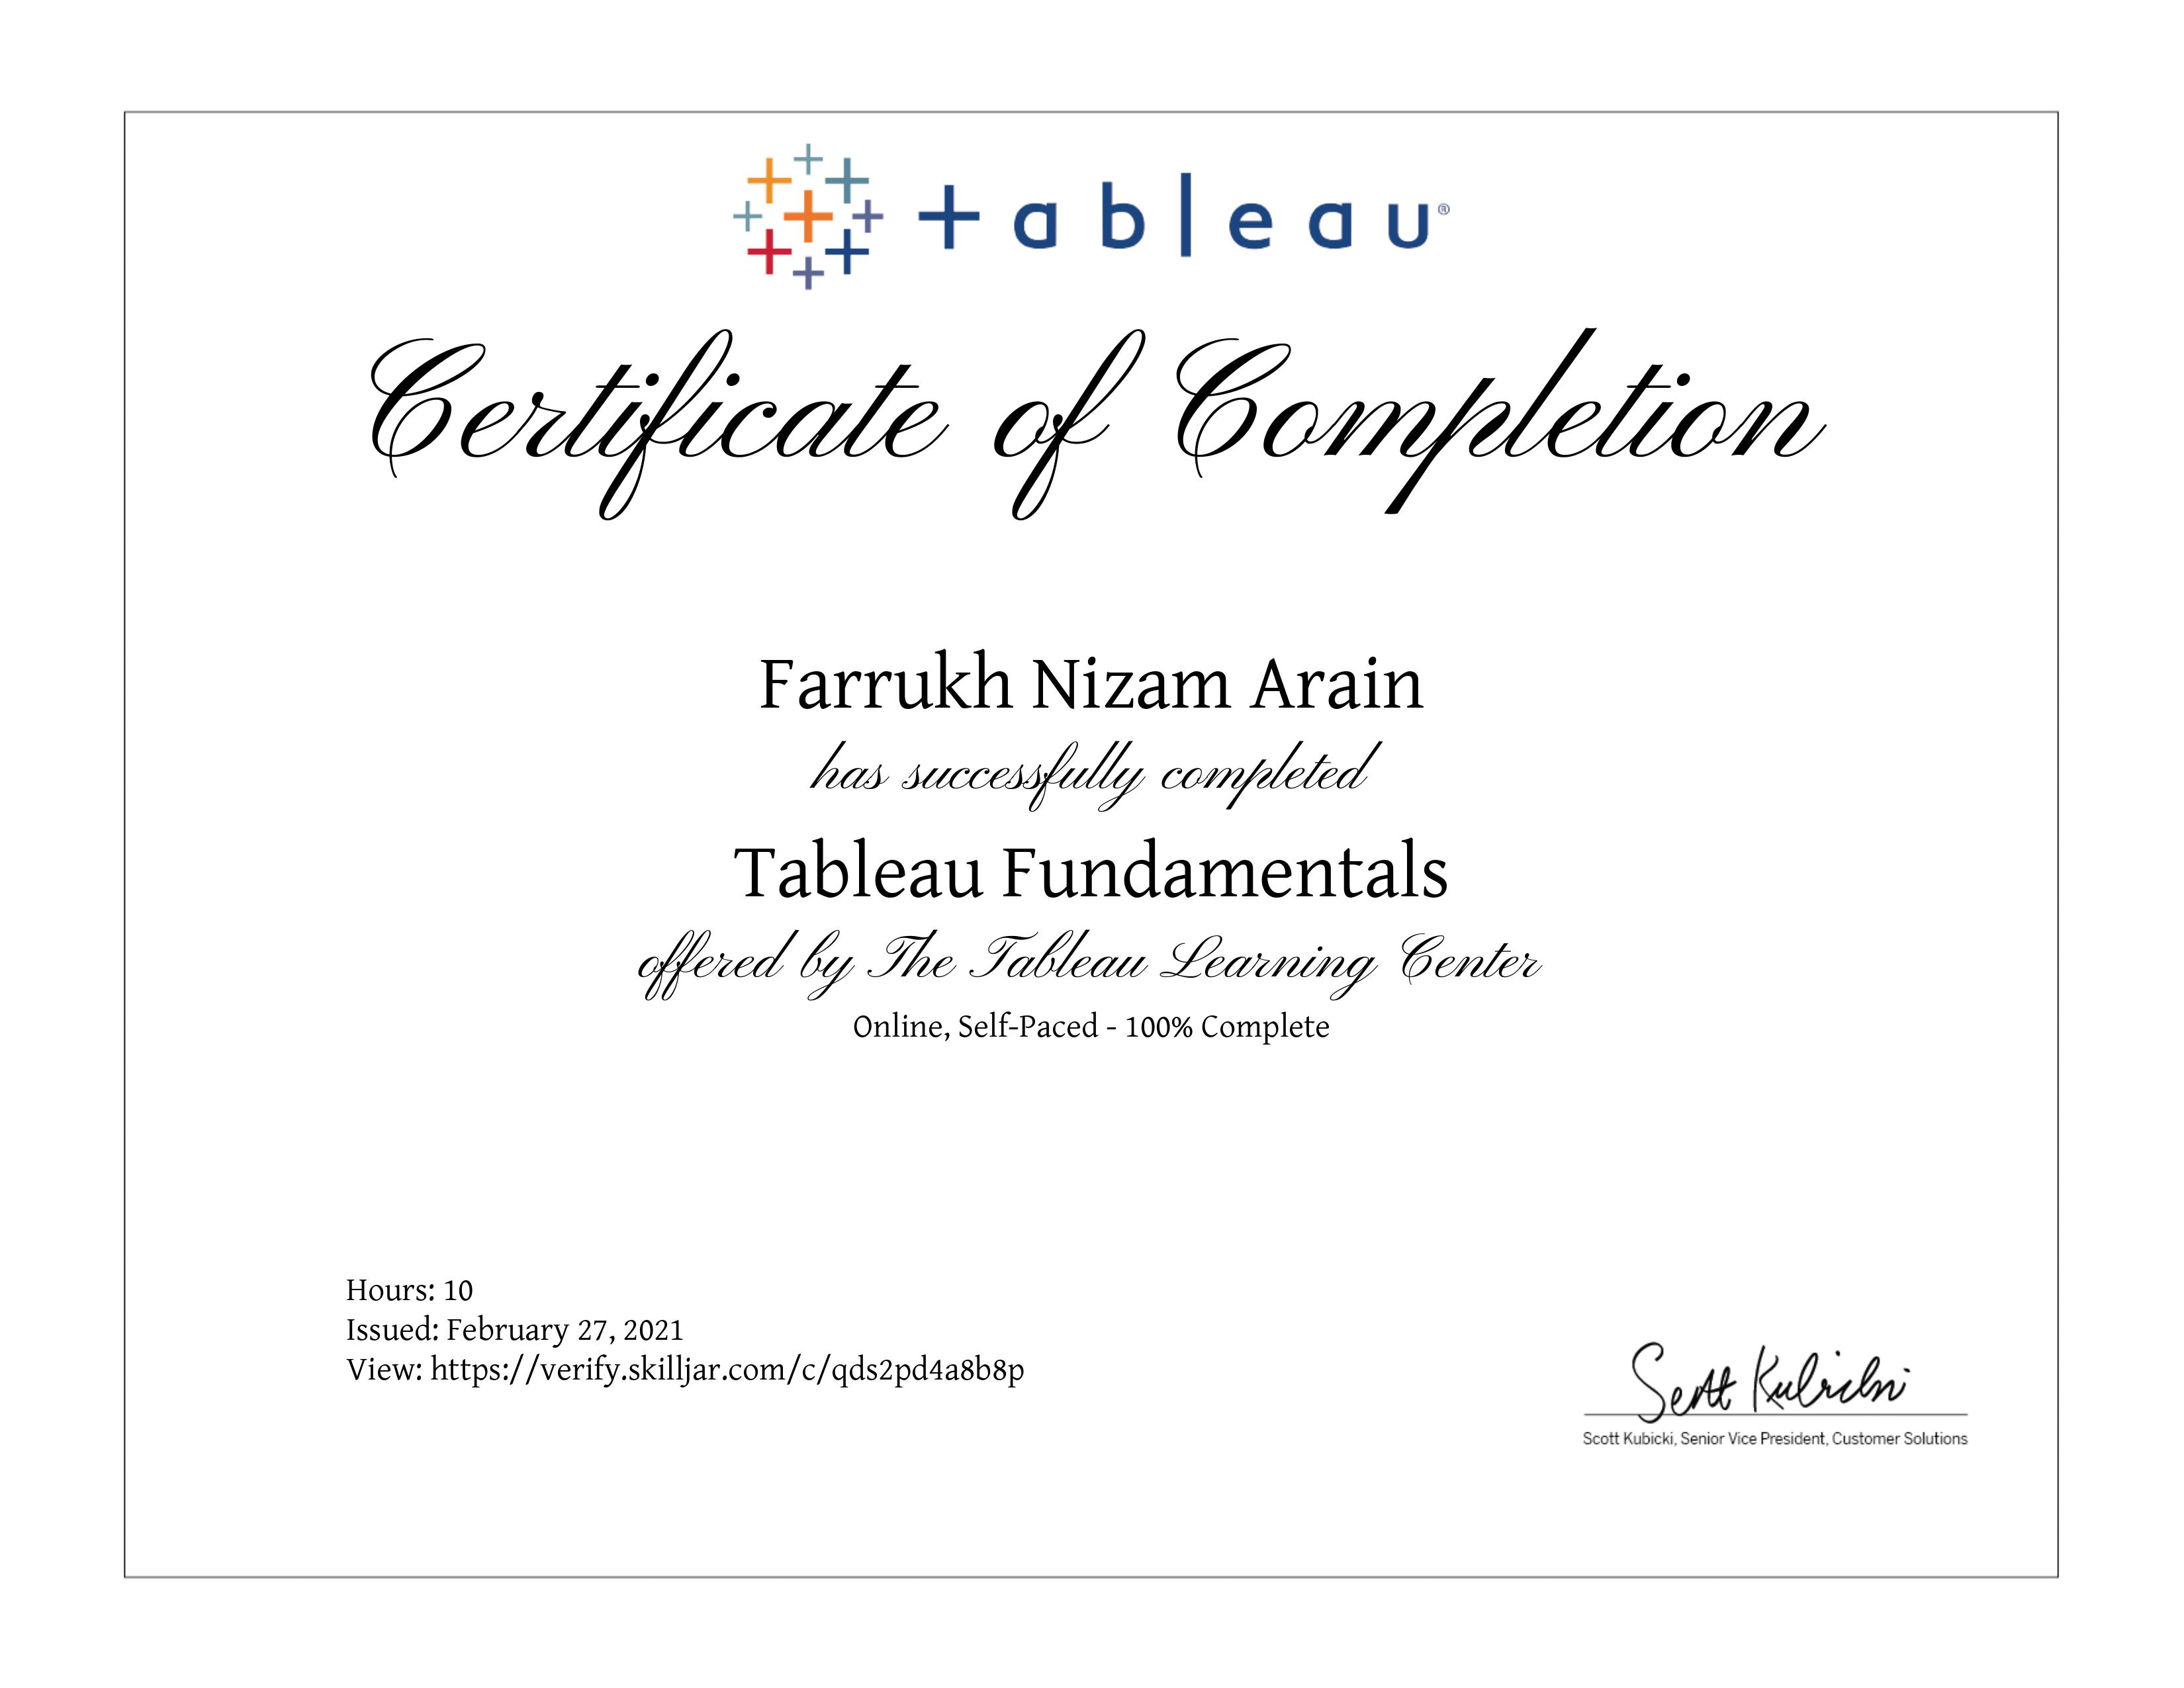 +ableau®
Certificate of Completion
Farrukh Nizam Arain
has successfully completed
Tableau Fundamentals
offered by The Tableau Learning Center
Online, Self-Paced - 100% Complete
Hours: 10
Issued: February 27, 2021
View: https://verify.skilljar.com/c/qds2pd4a8b8p
Scott Kubicki
Scott Kubicki, Senior Vice President, Customer Solutions